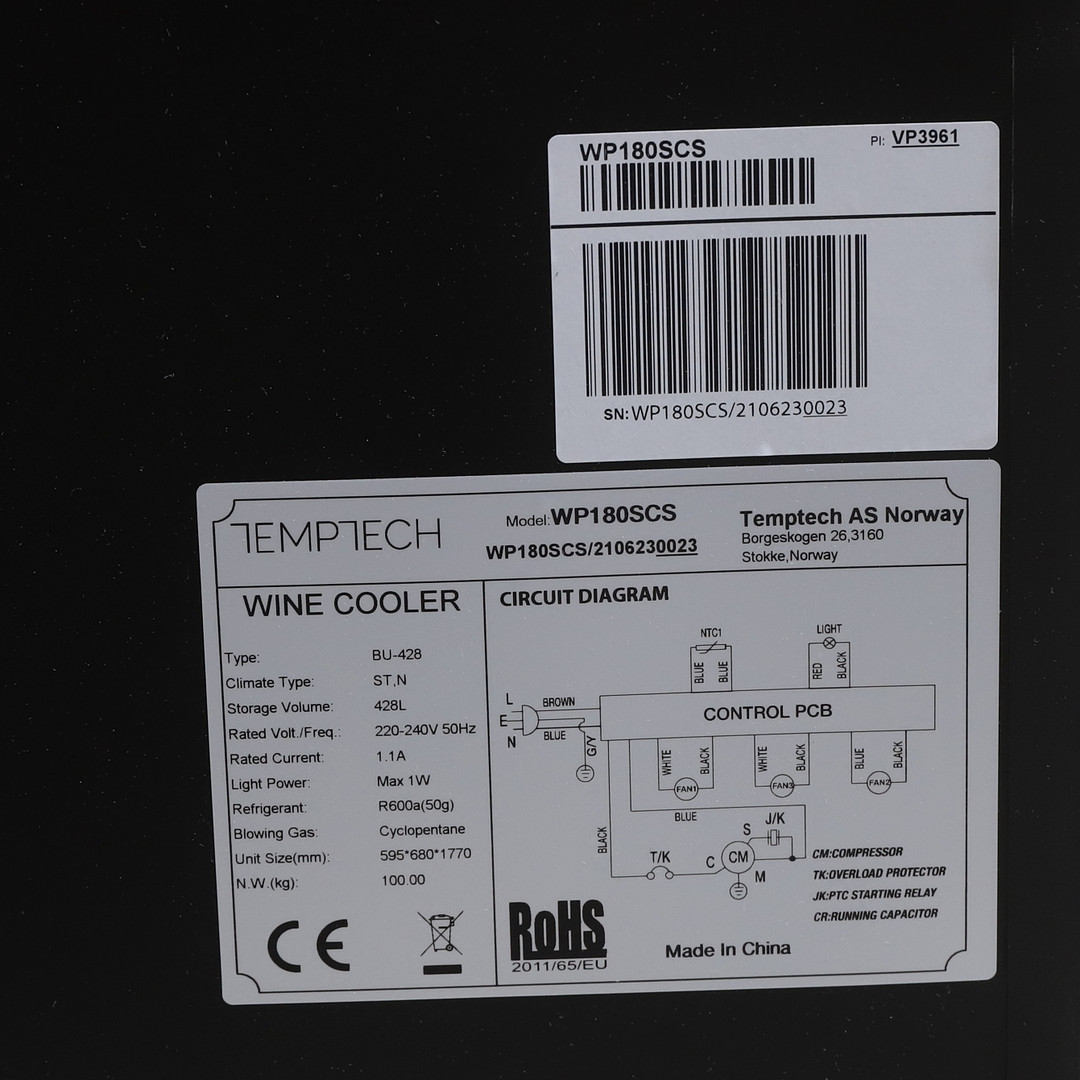 WP180SCS
PI: VP3961
SN:WP180SCS/2106230023
TEMPTECH
Model:WP180SCS
WP180SCS/2106230023
Temptech AS Norway
Borgeskogen 26,3160
Stokke,Norway
WINE COOLER
Type: BU-428
Climate Type: ST,N
Storage Volume: 428L
Rated Volt./Freq.: 220-240V 50Hz
Rated Current: 1.1A
Light Power: Max 1W
Refrigerant: R600a(50g)
Blowing Gas: Cyclopentane
Unit Size(mm): 595*680*1770
N.W.(kg): 100.00
CE
CIRCUIT DIAGRAM
NTC1
LIGHT
BLUE
BLUE
RED
BLACK
L
E
N
BROWN
BLUE
G/Y
CONTROL PCB
WHITE
BLACK
WHITE
BLACK
BLUE
BLACK
FAN1
FAN3
FAN2
BLUE
BLACK
T/K
C
CM
S
J/K
M
CM:COMPRESSOR
TK:OVERLOAD PROTECTOR
JK:PTC STARTING RELAY
CR:RUNNING CAPACITOR
RoHS
2011/65/EU
Made In China